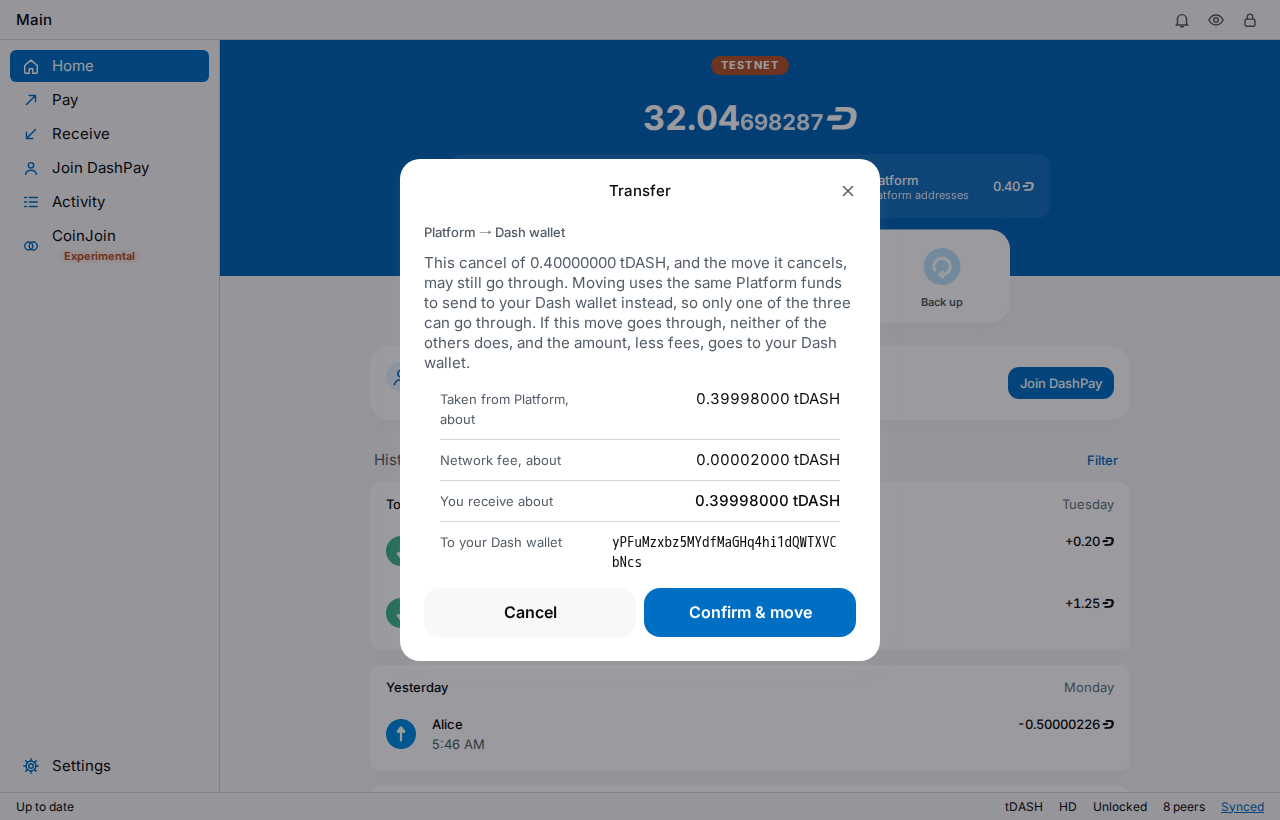 Main
Home
Pay
Receive
Join DashPay
Activity
CoinJoin
Experimental
Settings
TESTNET
32.04698287
0.40
Back up
Transfer
Platform → Dash wallet
This cancel of 0.40000000 tDASH, and the move it cancels,
may still go through. Moving uses the same Platform funds
to send to your Dash wallet instead, so only one of the three
can go through. If this move goes through, neither of the
others does, and the amount, less fees, goes to your Dash
wallet.
Taken from Platform, about
0.39998000 tDASH
Network fee, about
0.00002000 tDASH
You receive about
0.39998000 tDASH
To your Dash wallet
yPFuMzxbz5MYdfMaGHq4hi1dQWTXVC
bNcs
Cancel
Confirm & move
Join DashPay
Filter
Tuesday
+0.20
+1.25
Yesterday
Monday
Alice
5:46 AM
-0.50000226
Up to date
tDASH
HD
Unlocked
8 peers
Synced